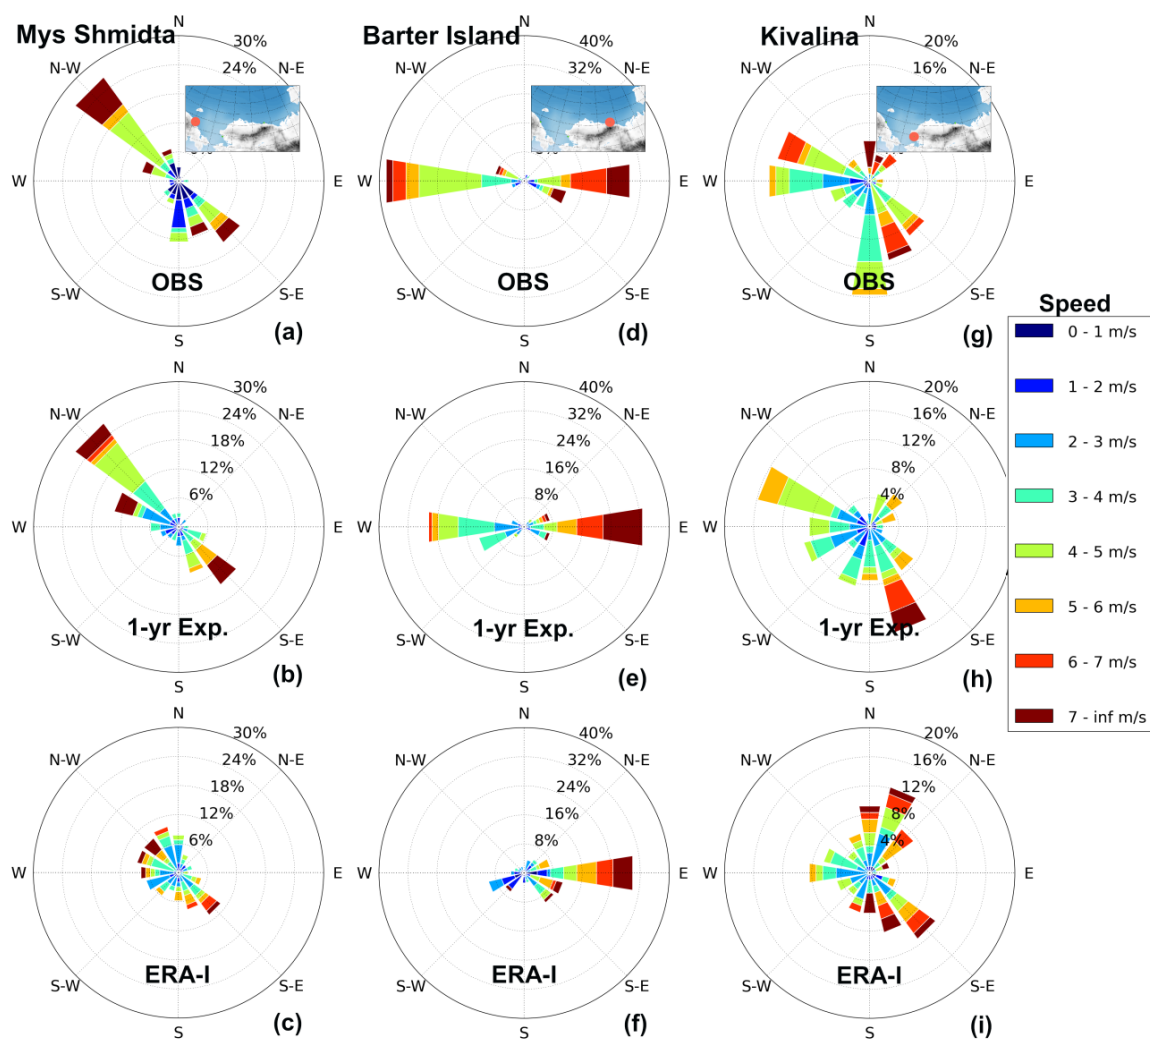 Mys Shmidta
N
30%
24%
N-W
N-E
W
E
S-W
S-E
S
OBS
(a)
Barter Island
N
40%
32%
N-W
N-E
W
E
S-W
S-E
S
OBS
(d)
Kivalina
N
20%
16%
N-W
N-E
W
E
S-W
S-E
S
OBS
(g)
N
30%
24%
18%
12%
6%
N-W
N-E
W
E
S-W
S-E
S
1-yr Exp.
(b)
N
40%
32%
24%
16%
8%
N-W
N-E
W
E
S-W
S-E
S
1-yr Exp.
(e)
N
20%
16%
12%
8%
4%
N-W
N-E
W
E
S-W
S-E
S
1-yr Exp.
(h)
Speed
0 - 1 m/s
1 - 2 m/s
2 - 3 m/s
3 - 4 m/s
4 - 5 m/s
5 - 6 m/s
6 - 7 m/s
7 - inf m/s
N
30%
24%
18%
12%
6%
N-W
N-E
W
E
S-W
S-E
S
ERA-I
(c)
N
40%
32%
24%
16%
8%
N-W
N-E
W
E
S-W
S-E
S
ERA-I
(f)
N
20%
16%
12%
8%
4%
N-W
N-E
W
E
S-W
S-E
S
ERA-I
(i)